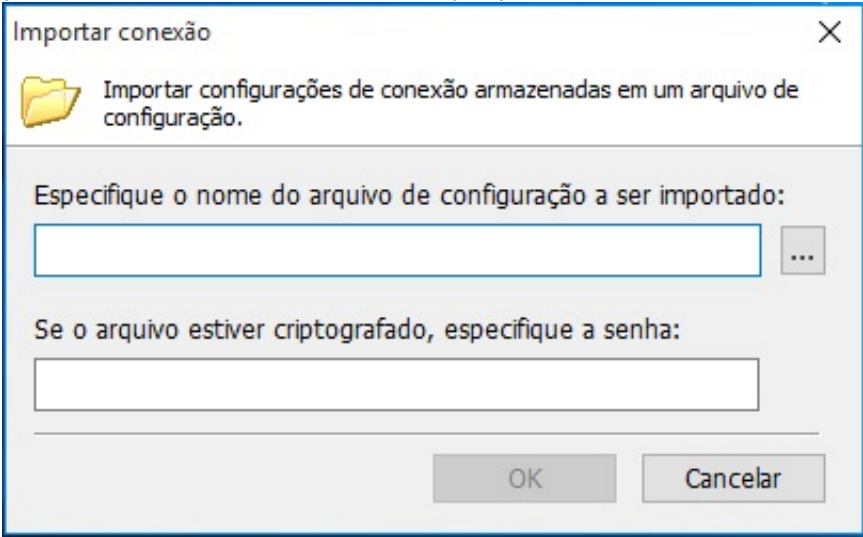 Importar conexão
Importar configurações de conexão armazenadas em um arquivo de
configuração.
Especifique o nome do arquivo de configuração a ser importado:
...
Se o arquivo estiver criptografado, especifique a senha:
OK
Cancelar